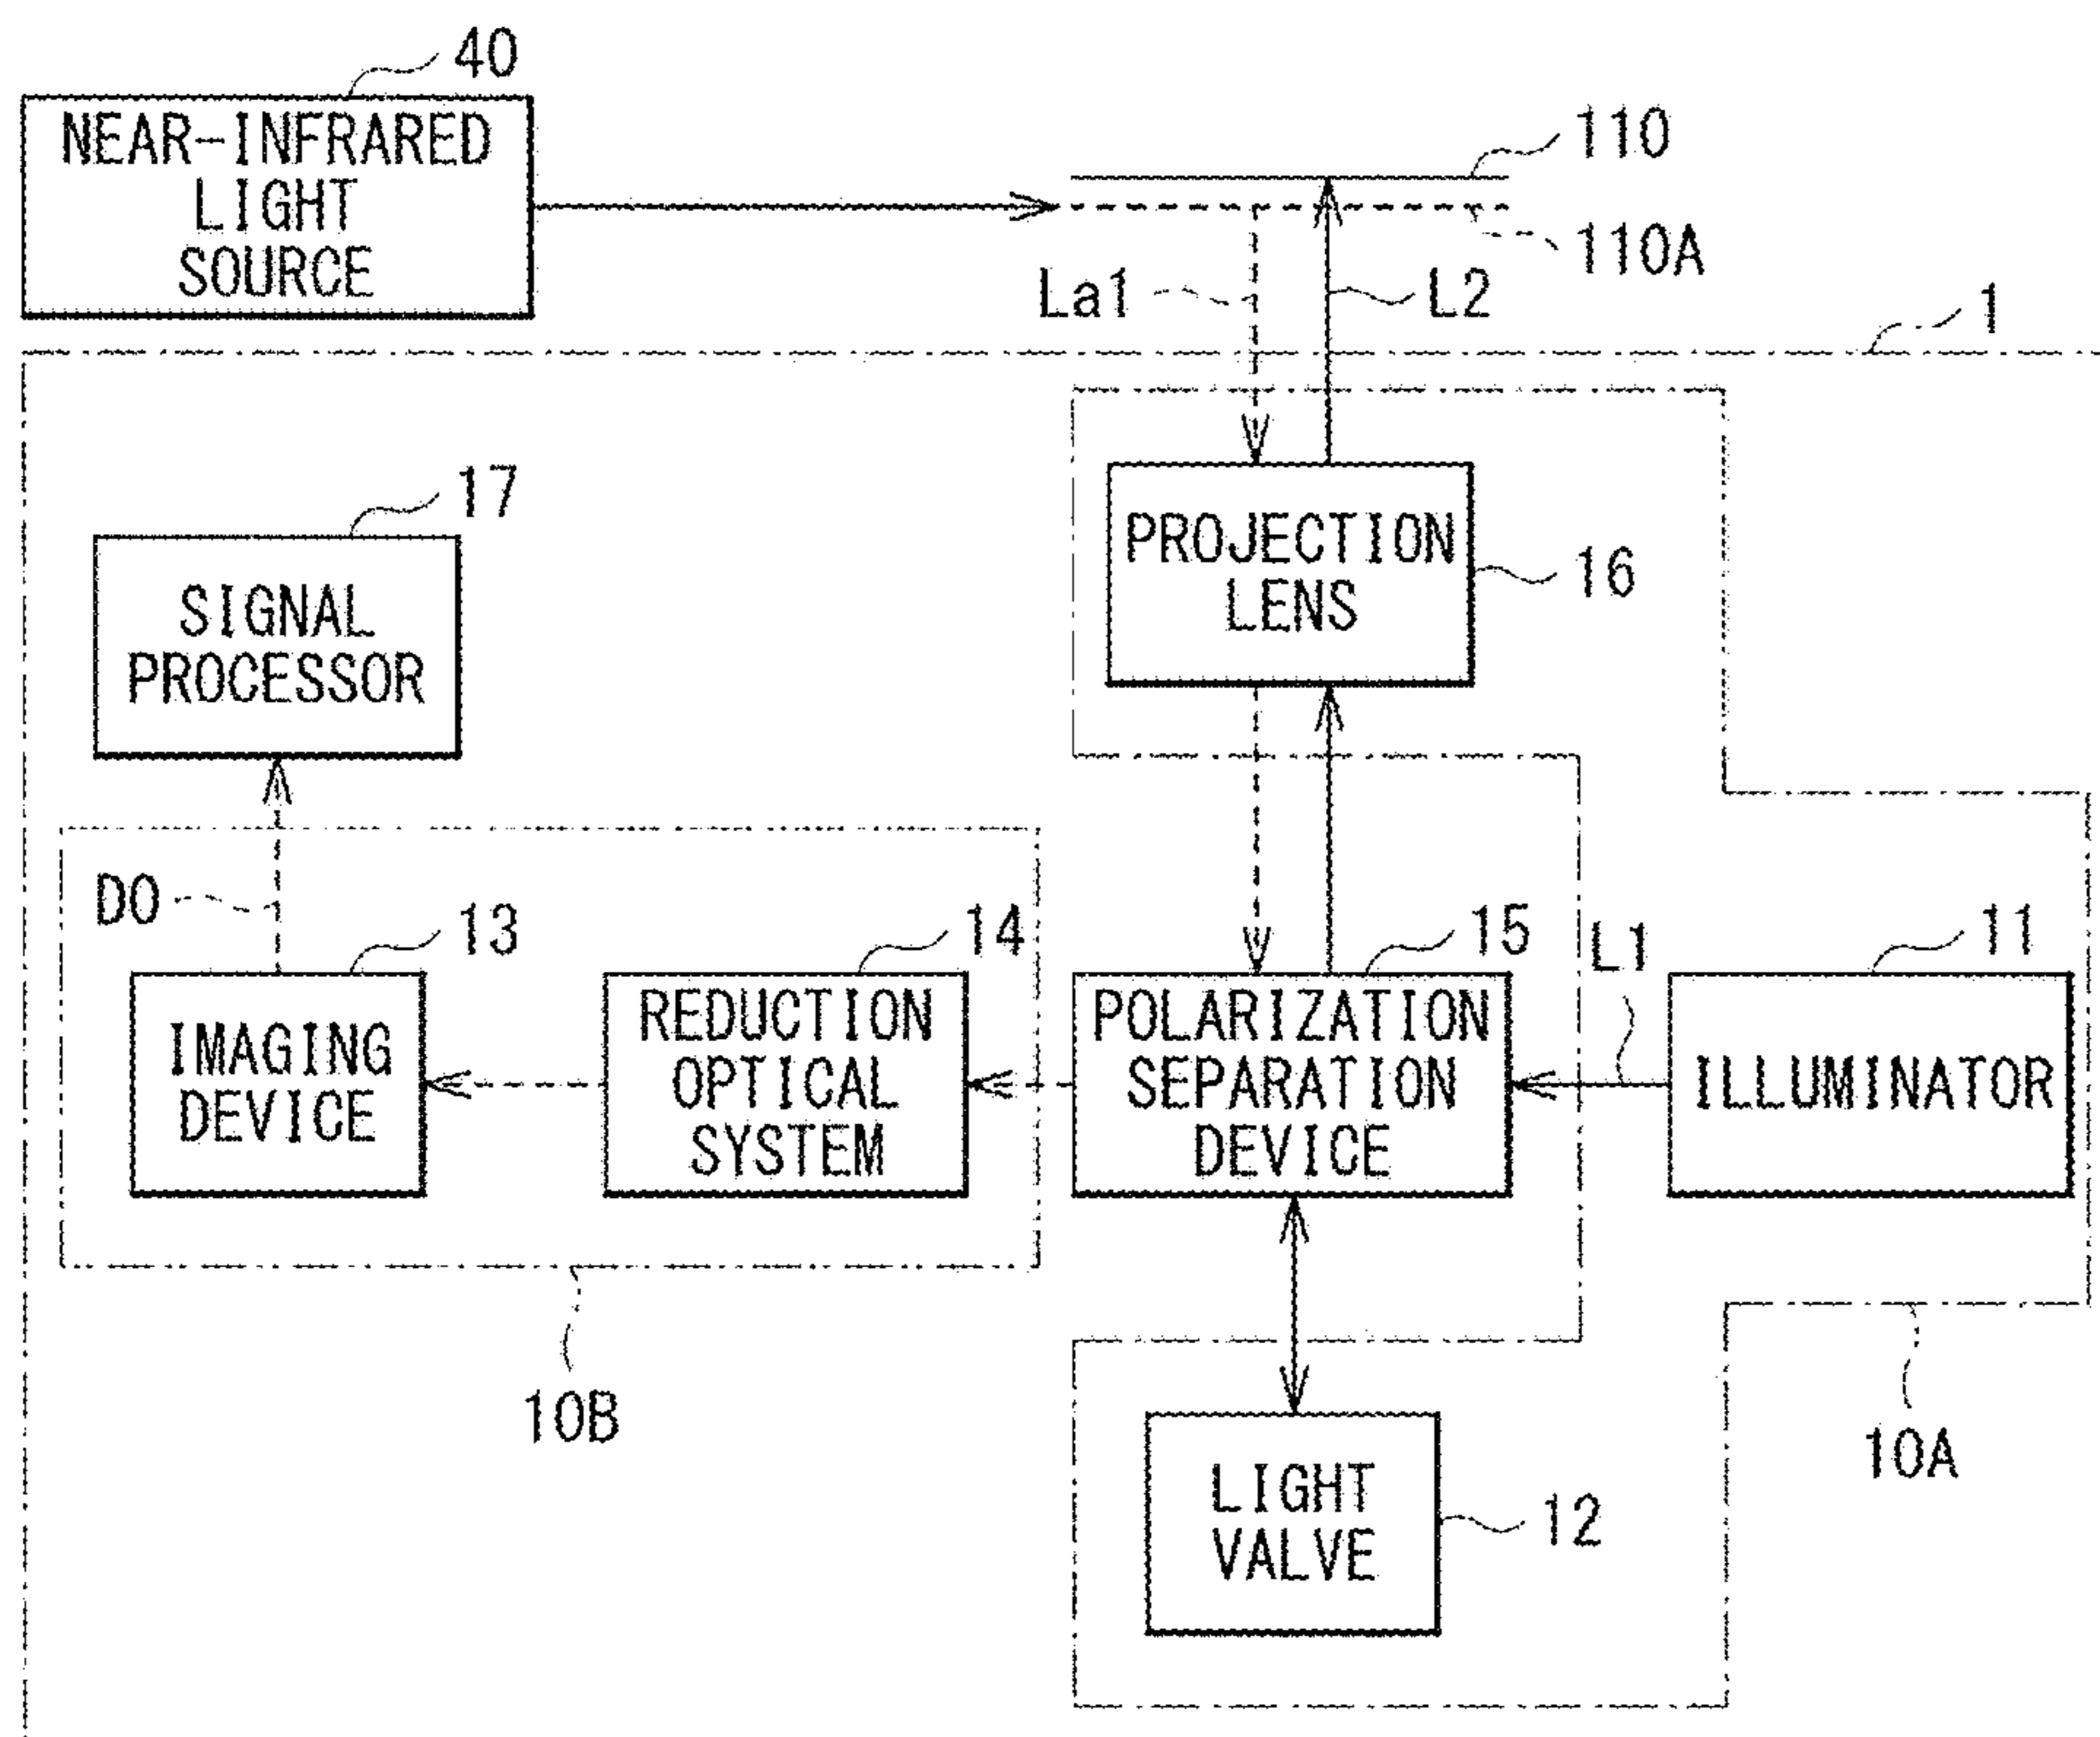 40
NEAR-INFRARED
LIGHT
SOURCE
110
110A
La1
L2
1
17
SIGNAL
PROCESSOR
PROJECTION
LENS
16
D0
13
14
15
L1
11
IMAGING
DEVICE
REDUCTION
OPTICAL
SYSTEM
POLARIZATION
SEPARATION
DEVICE
ILLUMINATOR
10B
10A
LIGHT
VALVE
12